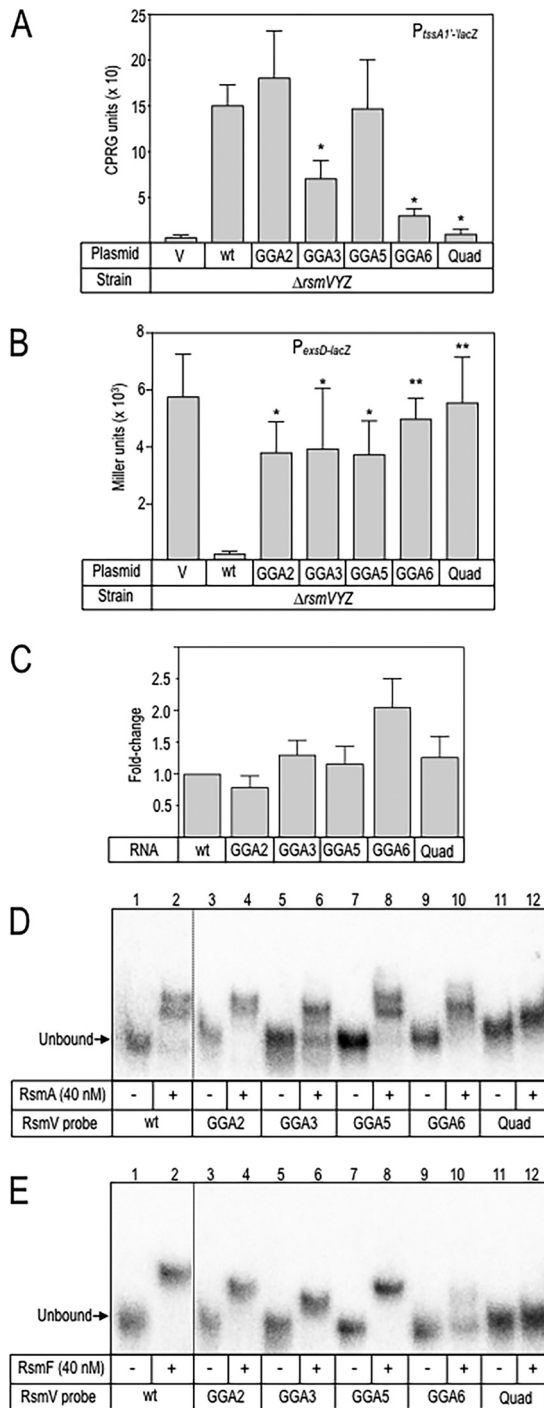 A
P tssA1'-'lacZ
CPRG units (x 10)
25
20
15
10
5
* * *
Plasmid V wt GGA2 GGA3 GGA5 GGA6 Quad
Strain ΔrsmVYZ
B
P exsD-lacZ
Miller units (x 10³)
8
6
4
2
* * * ** **
Plasmid V wt GGA2 GGA3 GGA5 GGA6 Quad
Strain ΔrsmVYZ
C
Fold-change
2.5
2.0
1.5
1.0
0.5
RNA wt GGA2 GGA3 GGA5 GGA6 Quad
D
1 2 3 4 5 6 7 8 9 10 11 12
Unbound
RsmA (40 nM) - + - + - + - + - + - +
RsmV probe wt GGA2 GGA3 GGA5 GGA6 Quad
E
1 2 3 4 5 6 7 8 9 10 11 12
Unbound
RsmF (40 nM) - + - + - + - + - + - +
RsmV probe wt GGA2 GGA3 GGA5 GGA6 Quad